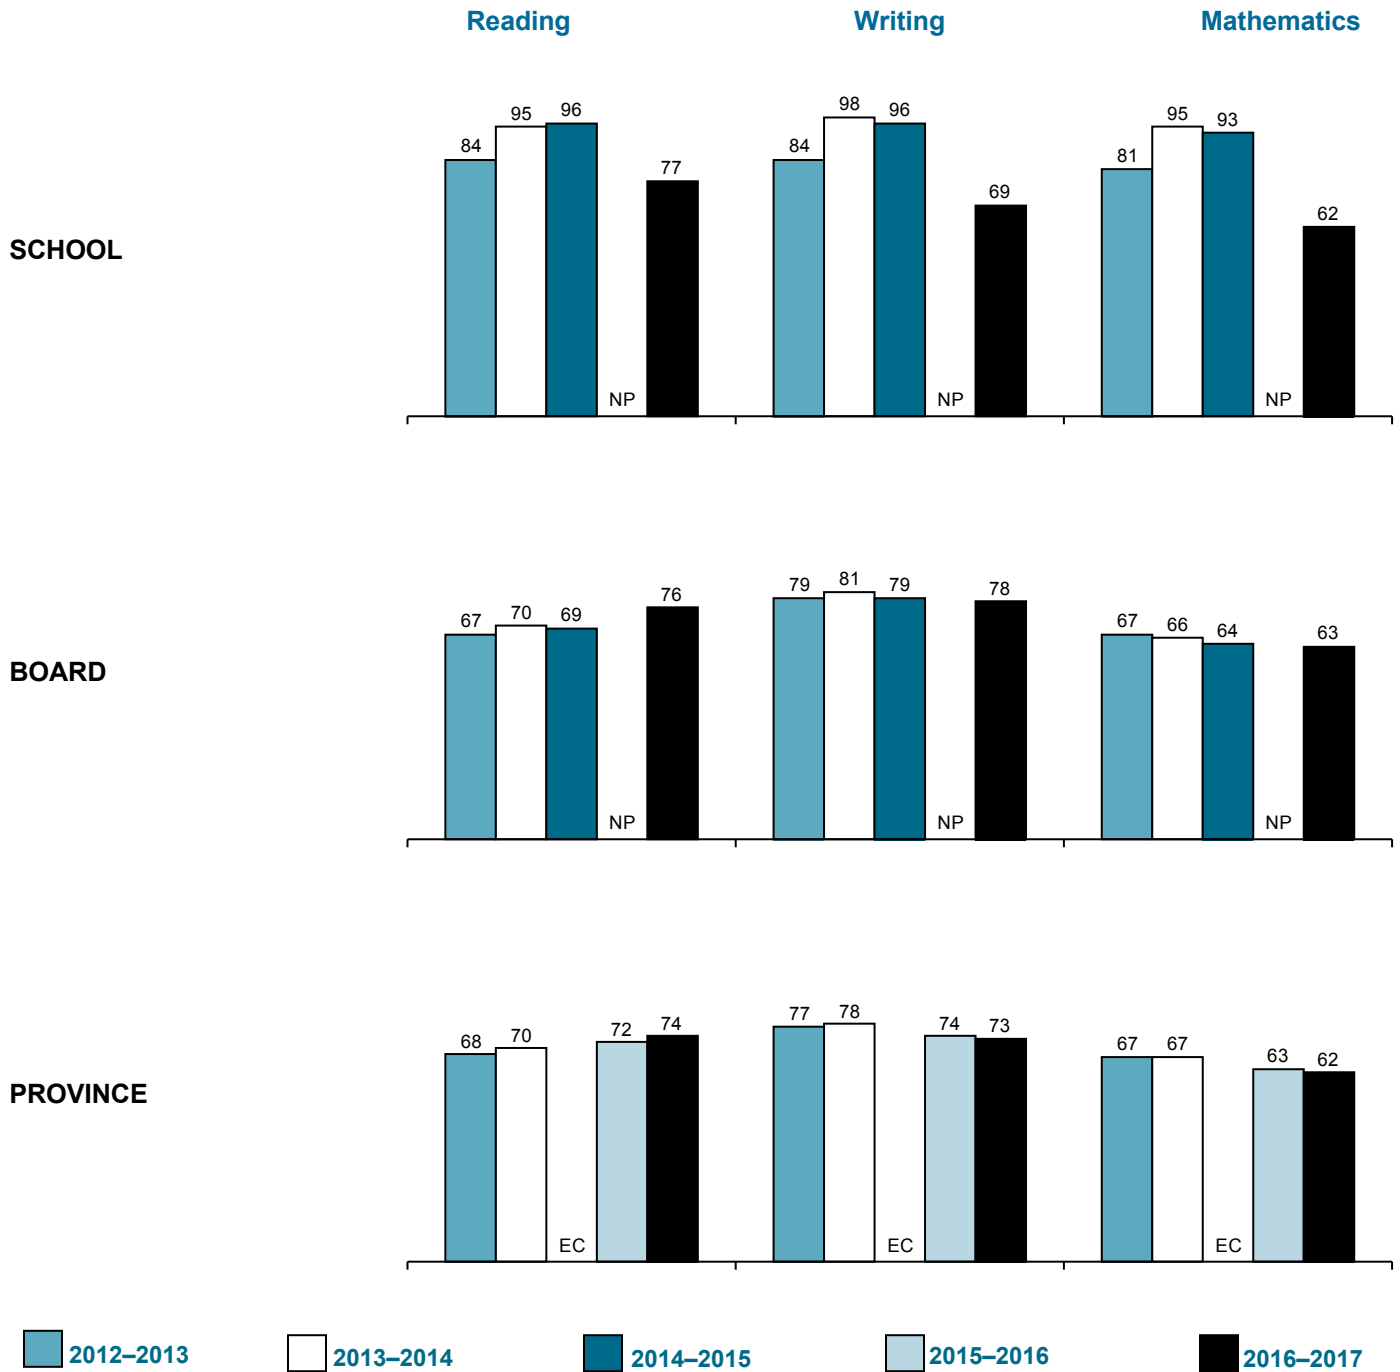 Reading Writing Mathematics
SCHOOL
84 95 96 NP 77
84 98 96 NP 69
81 95 93 NP 62
BOARD
67 70 69 NP 76
79 81 79 NP 78
67 66 64 NP 63
PROVINCE
68 70 EC 72 74
77 78 EC 74 73
67 67 EC 63 62
2012–2013 2013–2014 2014–2015 2015–2016 2016–2017